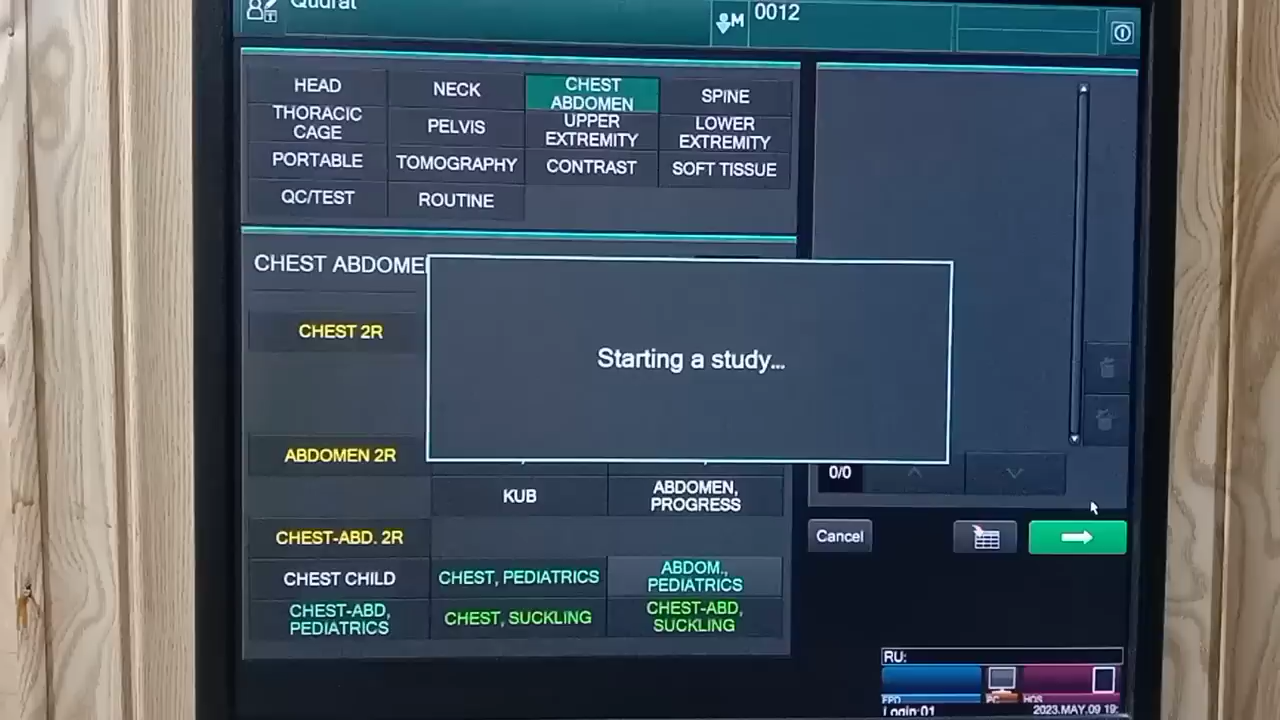 Qudrat
M
0012
HEAD
NECK
CHEST
ABDOMEN
SPINE
THORACIC
CAGE
PELVIS
UPPER
EXTREMITY
LOWER
EXTREMITY
PORTABLE
TOMOGRAPHY
CONTRAST
SOFT TISSUE
QC/TEST
ROUTINE
CHEST ABDOME
CHEST 2R
Starting a study...
ABDOMEN 2R
0/0
KUB
ABDOMEN,
PROGRESS
CHEST-ABD. 2R
Cancel
CHEST CHILD
CHEST, PEDIATRICS
ABDOM.,
PEDIATRICS
CHEST-ABD,
PEDIATRICS
CHEST, SUCKLING
CHEST-ABD,
SUCKLING
RU:
FPD
PC
HQS
Login:01
2023.MAY.09 19: